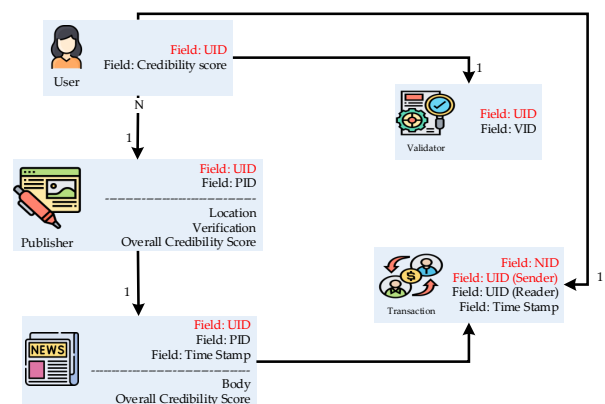 Field: UID
Field: Credibility score
User
N
1
1
Field: UID
Field: VID
Validator
1
Field: UID
Field: PID
Location
Verification
Overall Credibility Score
Publisher
1
Field: NID
Field: UID (Sender)
Field: UID (Reader)
Field: Time Stamp
Transaction
1
NEWS
Field: UID
Field: PID
Field: Time Stamp
Body
Overall Credibility Score